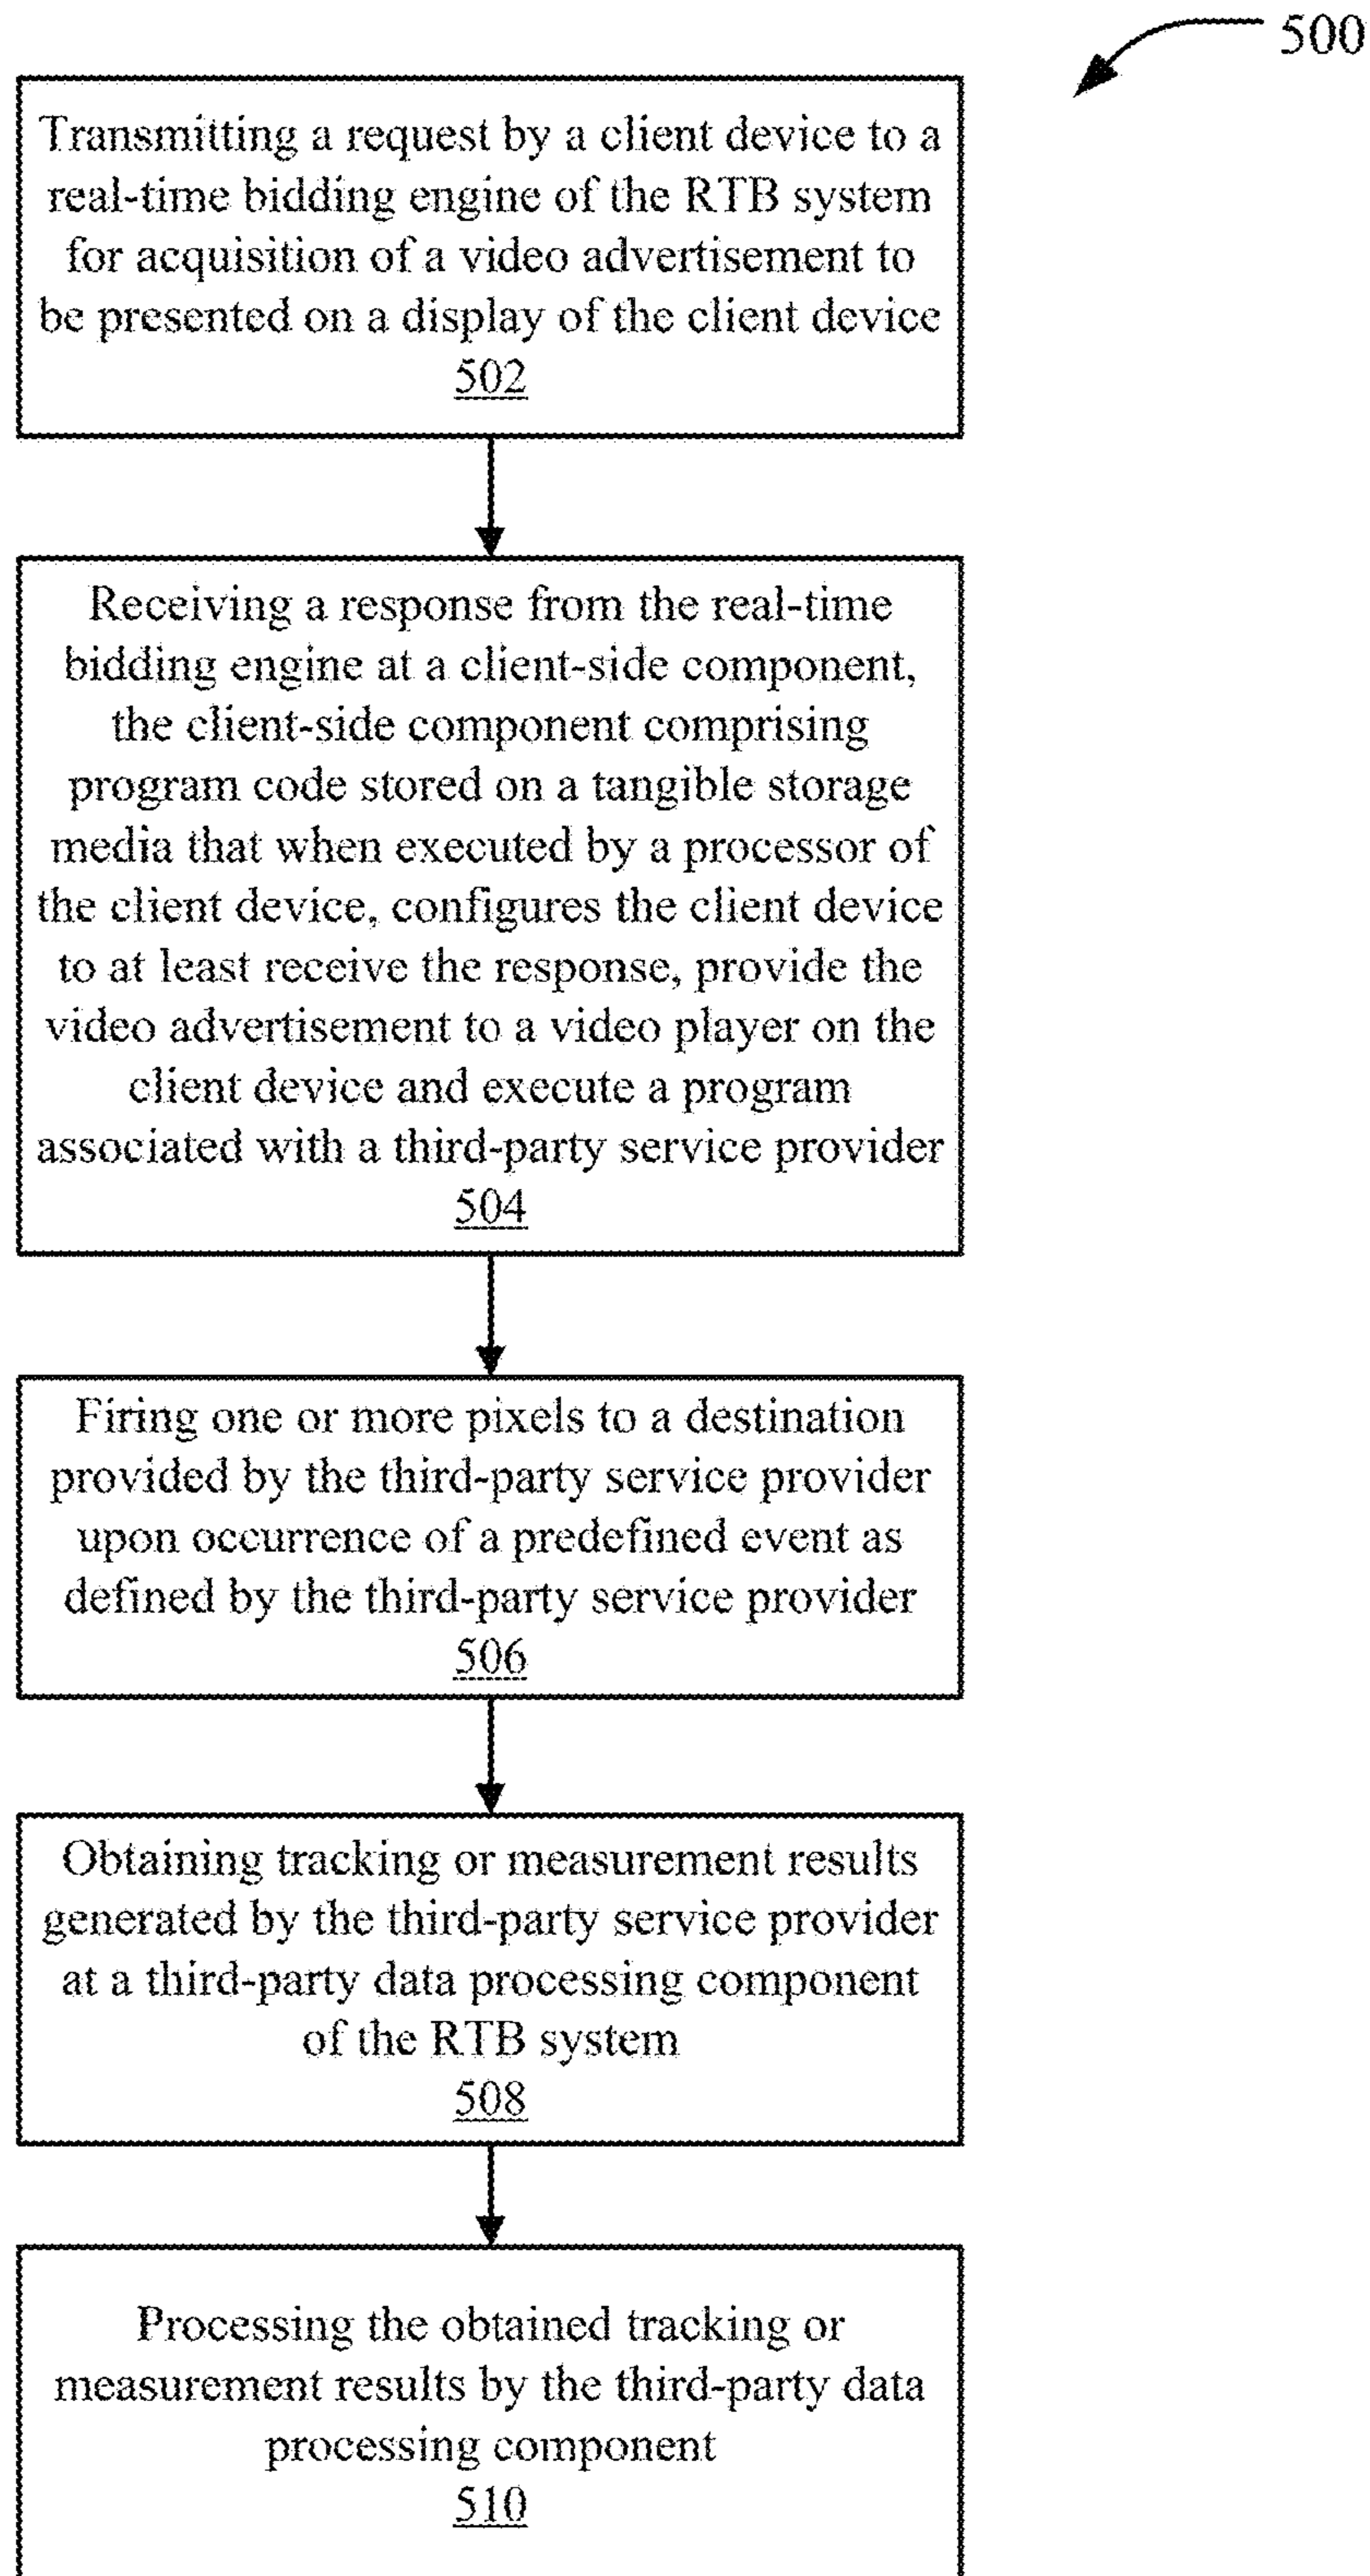 500
Transmitting a request by a client device to a
real-time bidding engine of the RTB system
for acquisition of a video advertisement to
be presented on a display of the client device
502
Receiving a response from the real-time
bidding engine at a client-side component,
the client-side component comprising
program code stored on a tangible storage
media that when executed by a processor of
the client device, configures the client device
to at least receive the response, provide the
video advertisement to a video player on the
client device and execute a program
associated with a third-party service provider
504
Firing one or more pixels to a destination
provided by the third-party service provider
upon occurrence of a predefined event as
defined by the third-party service provider
506
Obtaining tracking or measurement results
generated by the third-party service provider
at a third-party data processing component
of the RTB system
508
Processing the obtained tracking or
measurement results by the third-party data
processing component
510